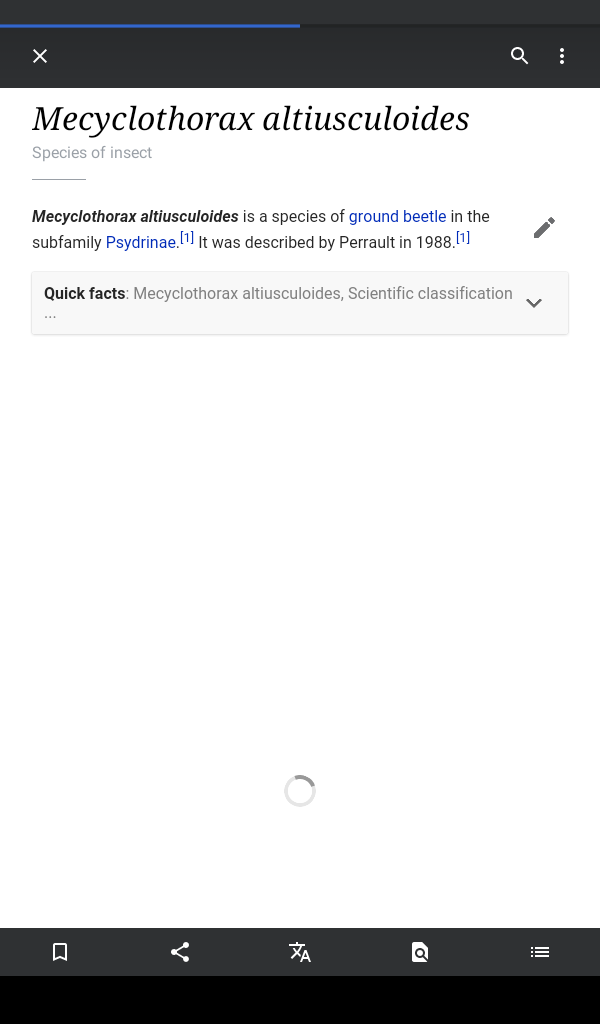 Mecyclothorax altiusculoides
Species of insect
Mecyclothorax altiusculoides is a species of ground beetle in the
subfamily Psydrinae.[1] It was described by Perrault in 1988.[1]
Quick facts: Mecyclothorax altiusculoides, Scientific classification
...